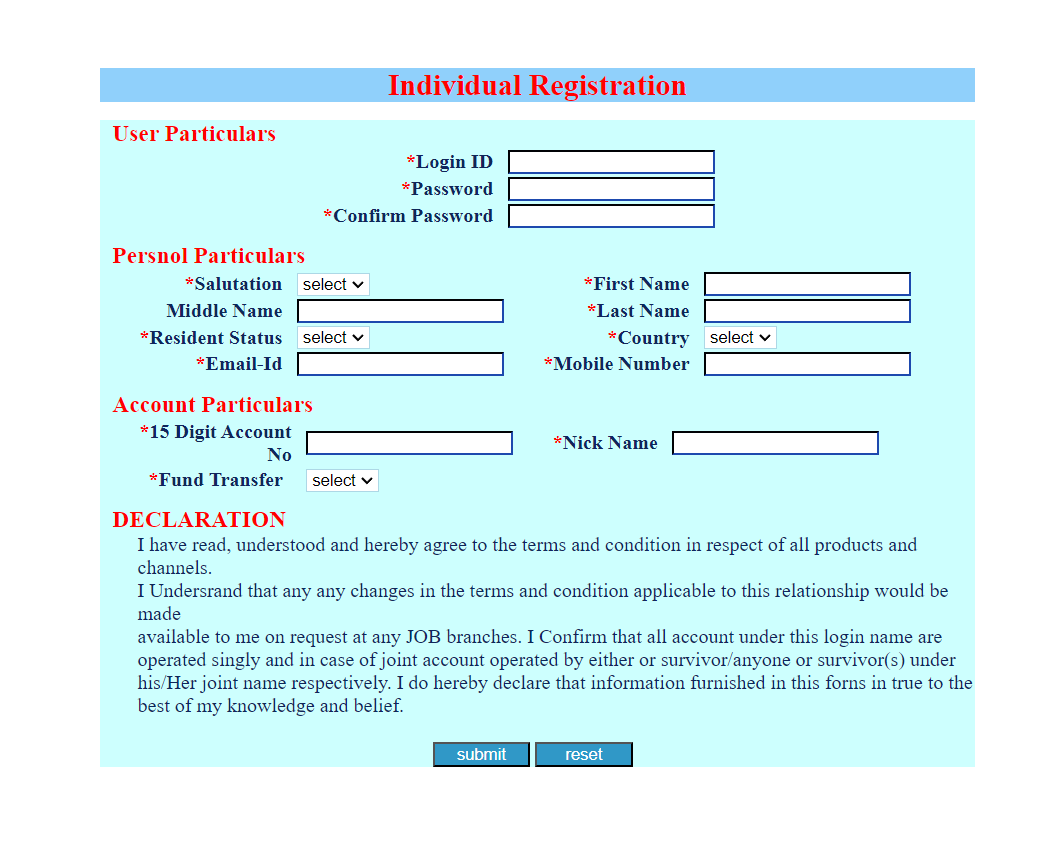 Individual Registration
User Particulars
*Login ID
*Password
*Confirm Password
Persnol Particulars
*Salutation select *First Name
Middle Name *Last Name
*Resident Status select *Country select
*Email-Id *Mobile Number
Account Particulars
*15 Digit Account
No *Nick Name
*Fund Transfer select
DECLARATION
I have read, understood and hereby agree to the terms and condition in respect of all products and
channels.
I Undersrand that any any changes in the terms and condition applicable to this relationship would be
made
available to me on request at any JOB branches. I Confirm that all account under this login name are
operated singly and in case of joint account operated by either or survivor/anyone or survivor(s) under
his/Her joint name respectively. I do hereby declare that information furnished in this forns in true to the
best of my knowledge and belief.
submit reset